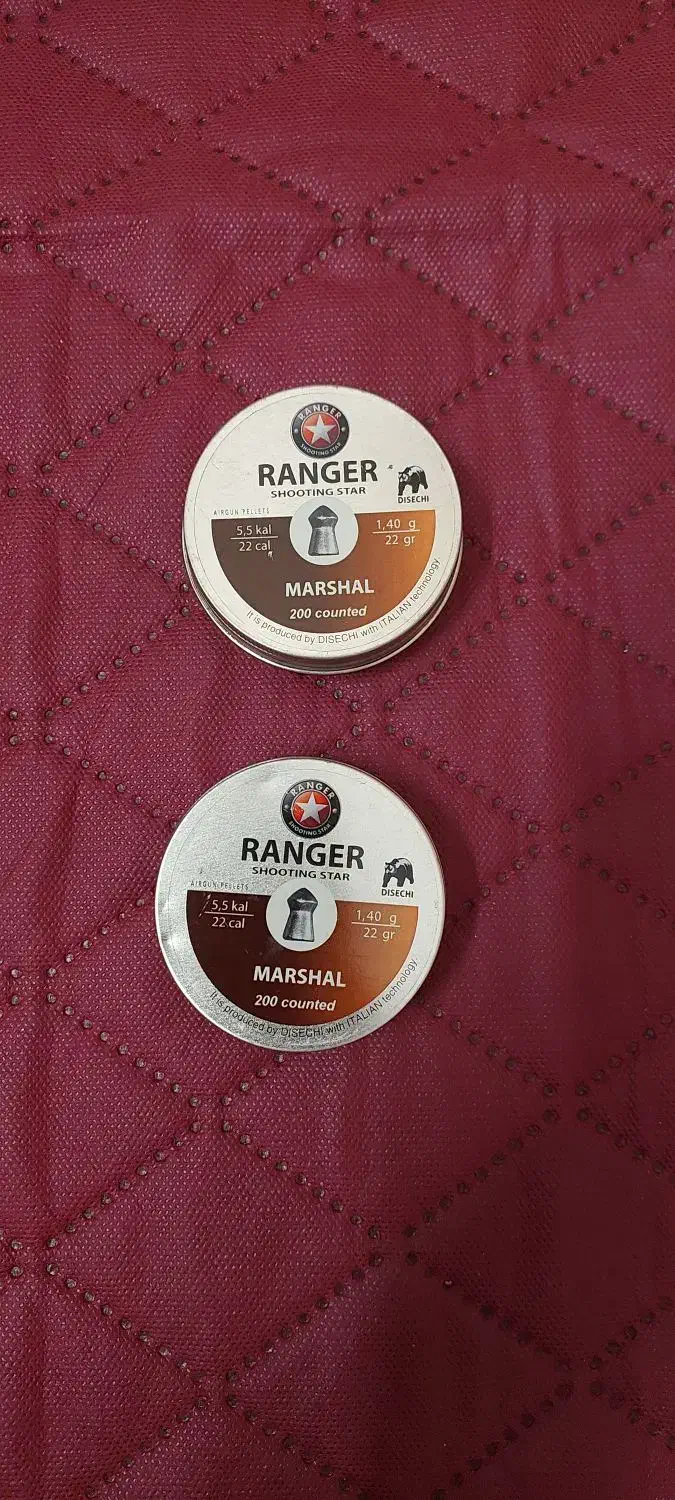 RANGER
SHOOTING STAR
RANGER
SHOOTING STAR
DISECHI
AIRGUN PELLETS
5,5 kal
22 cal
1,40 g
22 gr
MARSHAL
200 counted
It is produced by DISECHI with ITALIAN technology.
RANGER
SHOOTING STAR
RANGER
SHOOTING STAR
DISECHI
AIRGUN PELLETS
5,5 kal
22 cal
1,40 g
22 gr
MARSHAL
200 counted
It is produced by DISECHI with ITALIAN technology.